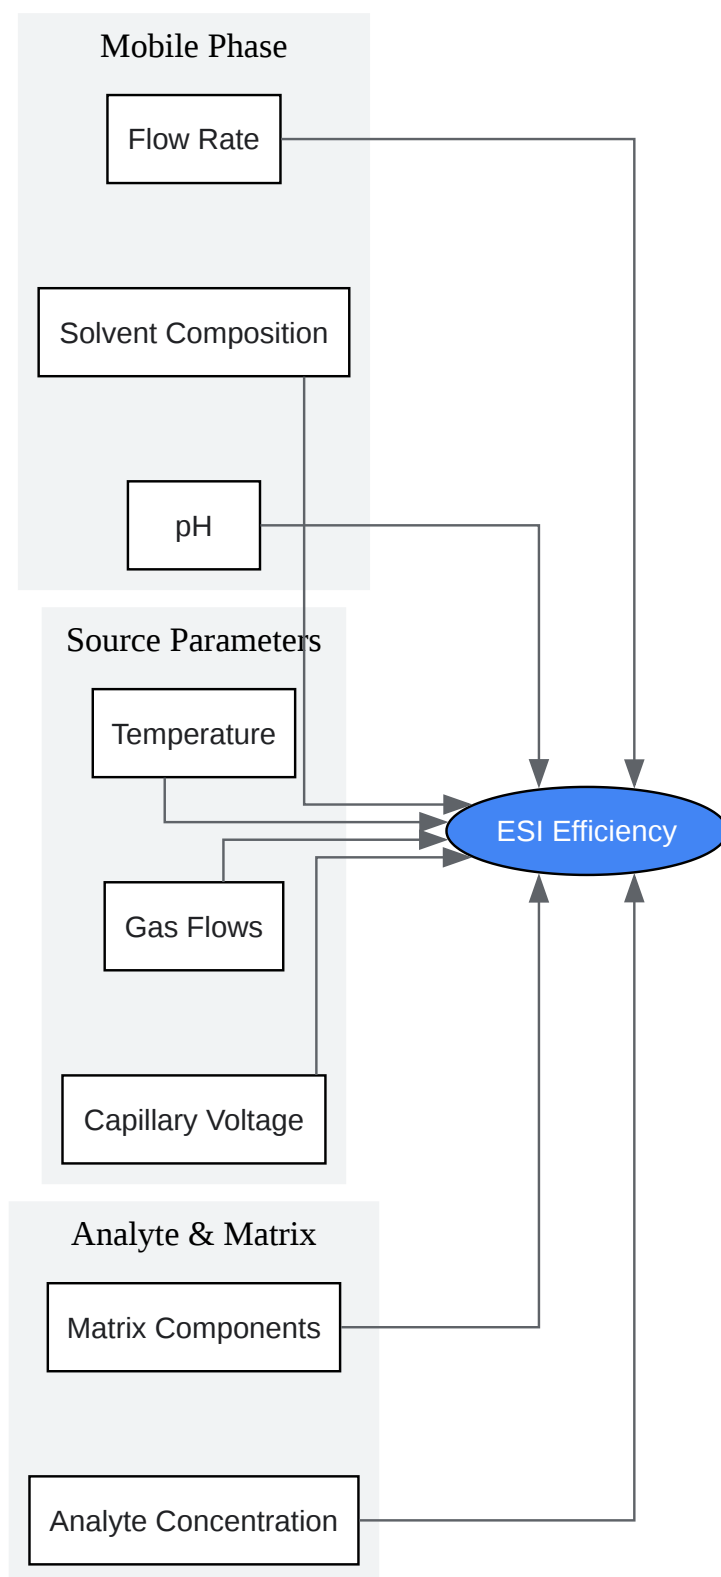 Mobile Phase
Flow Rate
Solvent Composition
pH
Source Parameters
Temperature
ESI Efficiency
Gas Flows
Capillary Voltage
Analyte & Matrix
Matrix Components
Analyte Concentration